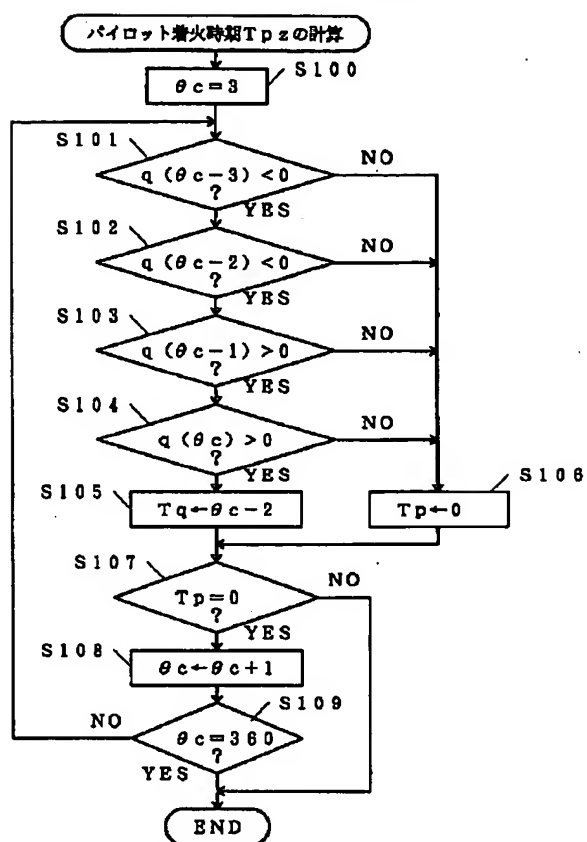 パイロット着火時期Tpzの計算
S100
θc=3
S101
q(θc-3)<0
?
NO
YES
S102
q(θc-2)<0
?
NO
YES
S103
q(θc-1)>0
?
NO
YES
S104
q(θc)>0
?
NO
YES
S105
Tq←θc-2
S106
Tp←0
S107
Tp=0
?
NO
YES
S108
θc←θc+1
S109
NO
θc=360
?
YES
END